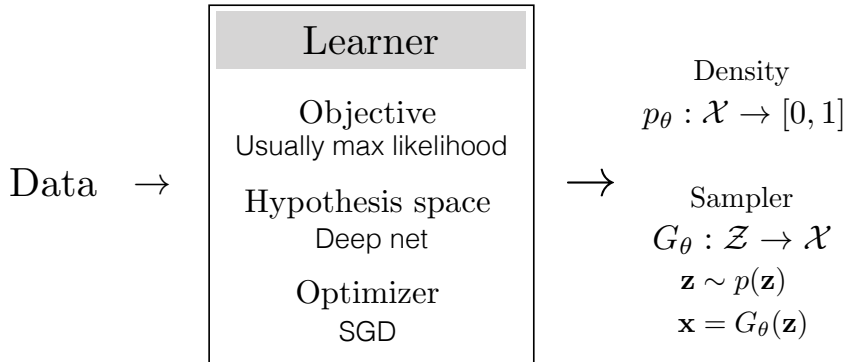 Learner
Objective
Usually max likelihood
Hypothesis space
Deep net
Optimizer
SGD
Data →
→
Density
p_θ : 𝒳 → [0, 1]
Sampler
G_θ : 𝒵 → 𝒳
𝐳 ∼ p(𝐳)
𝐱 = G_θ(𝐳)